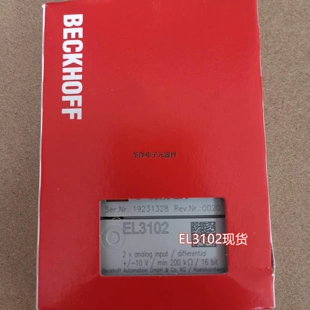 BECKHOFF
Ser.Nr.: 19231328 Rev.Nr.: 0020
EL3102
EL3102现货
2 x analog input / differential
+/-10 V / min. 200 kΩ / 16 bit
Beckhoff Automation GmbH & Co. KG /